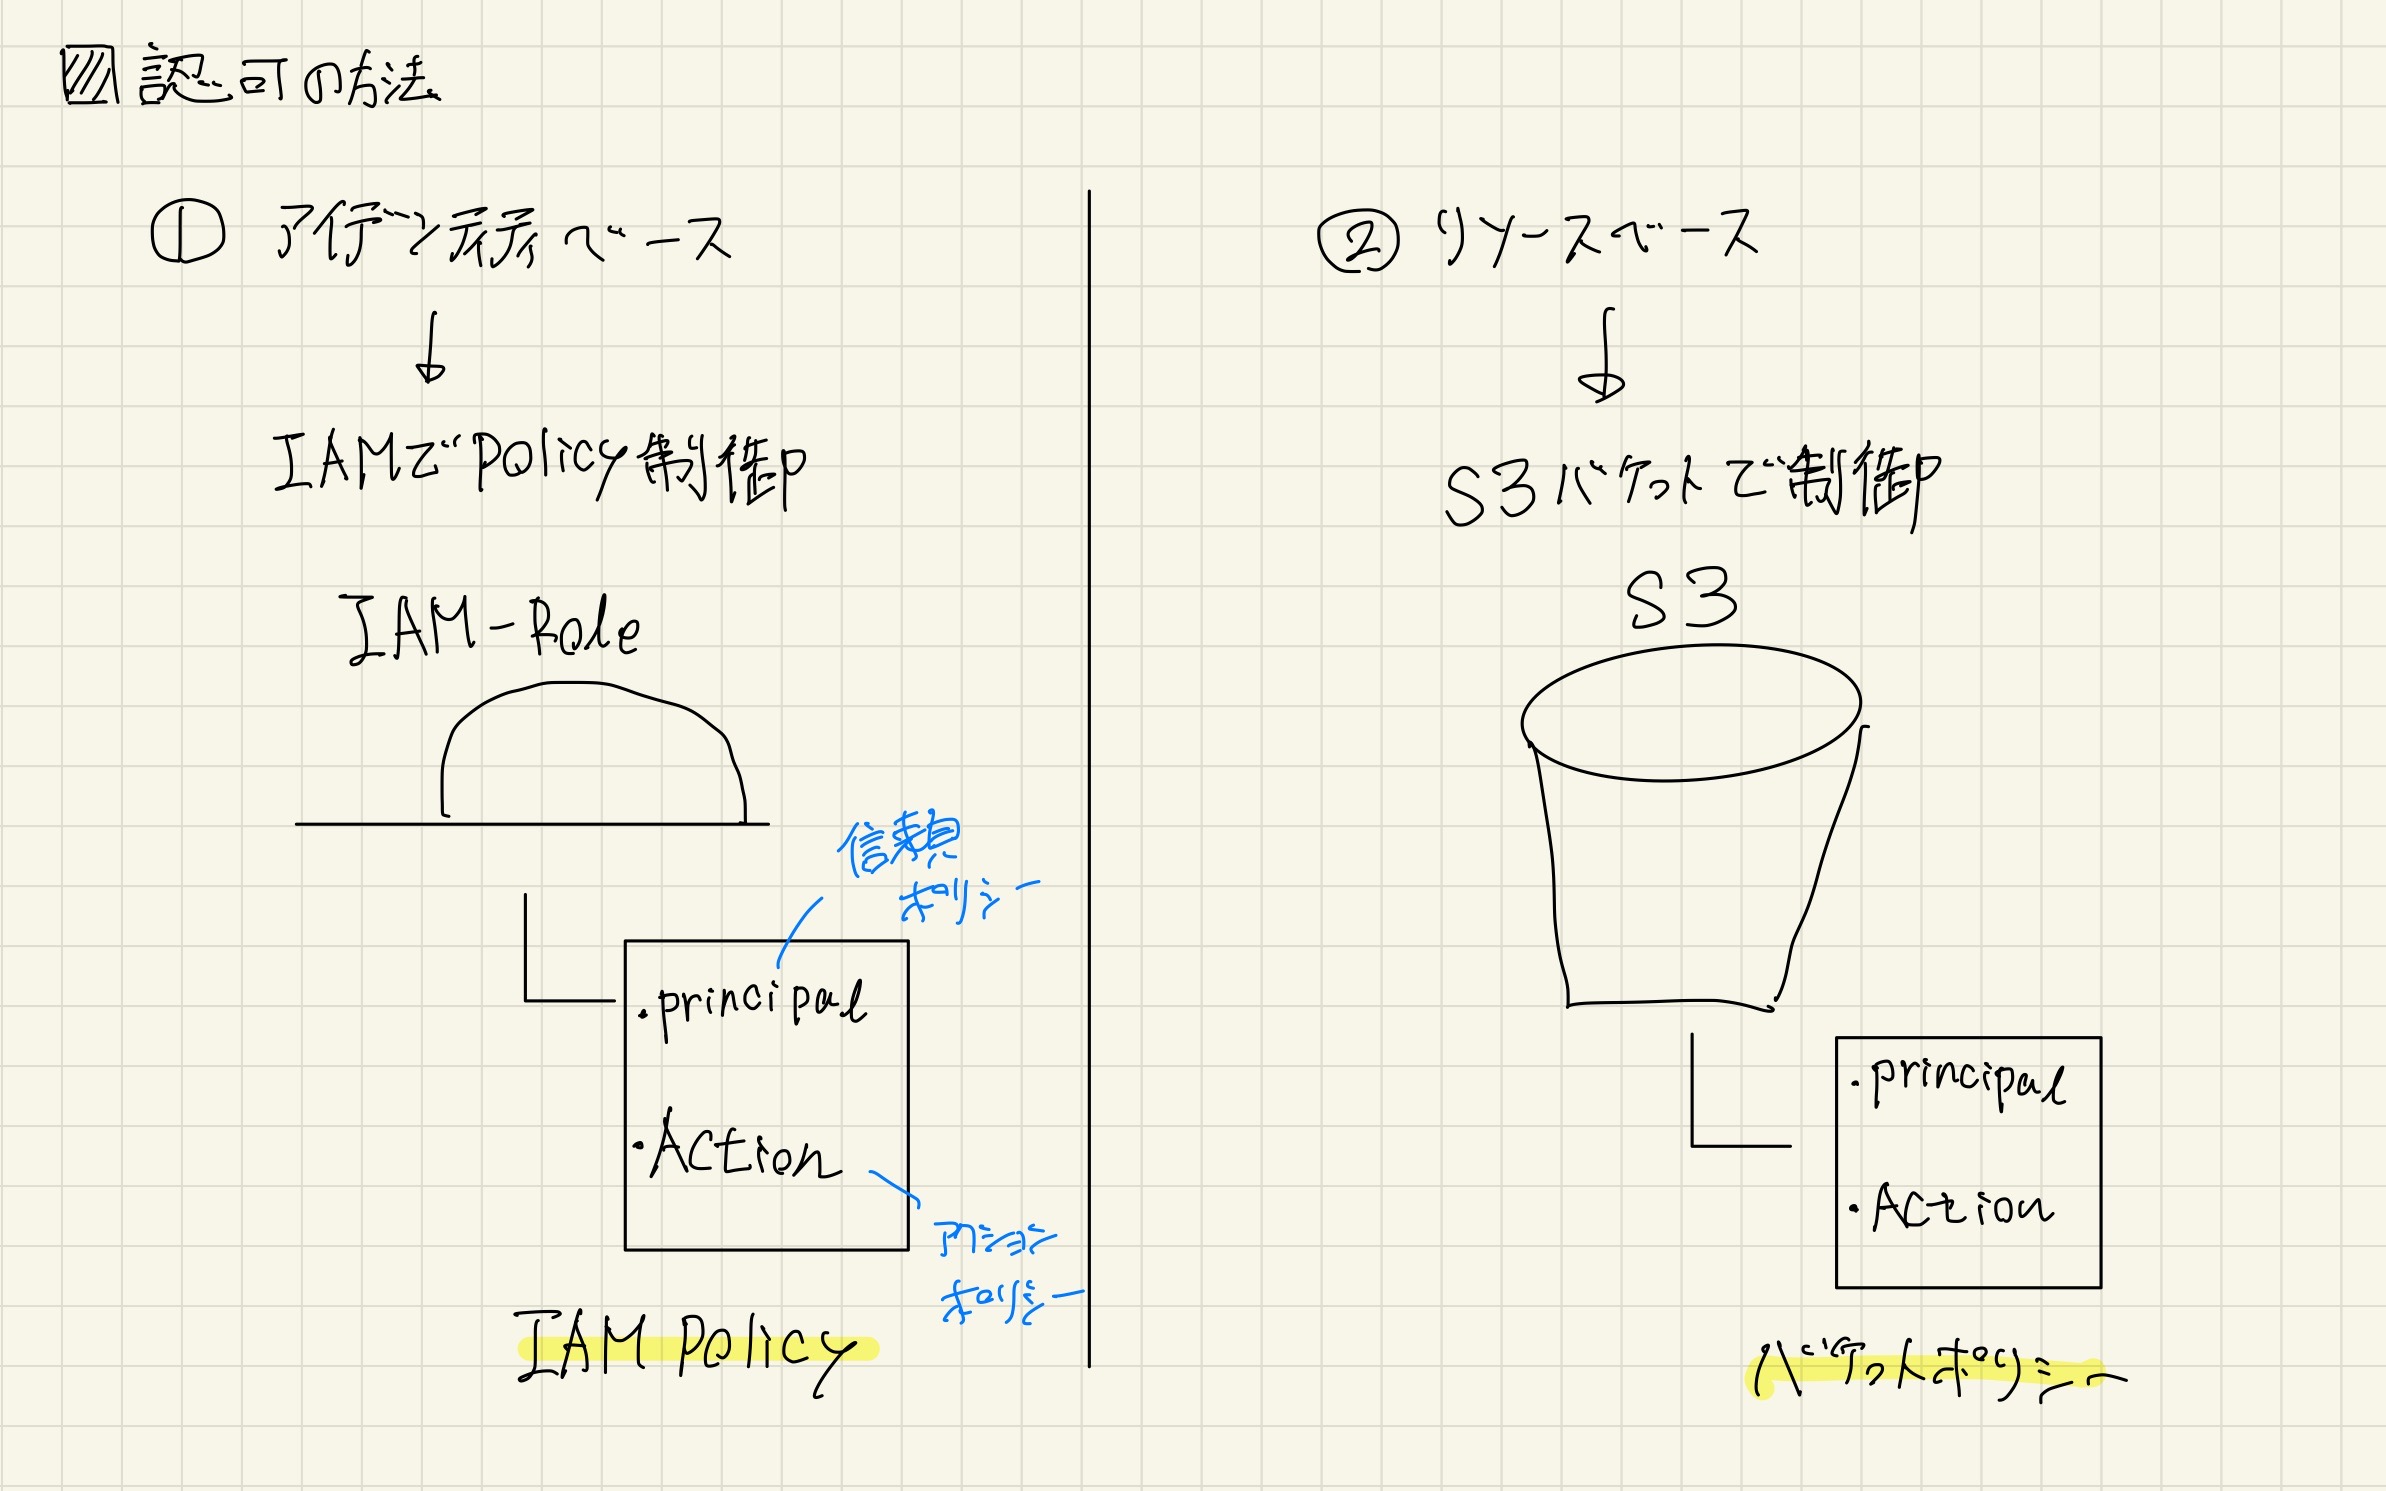 認可の方法
① アイデンティティベース
IAMでPolicy制御
IAM-Role
信頼
ポリシー
・principal
・Action
アクション
ポリシー
IAM Policy
② リソースベース
S3バケットで制御
S3
・principal
・Action
バケットポリシー